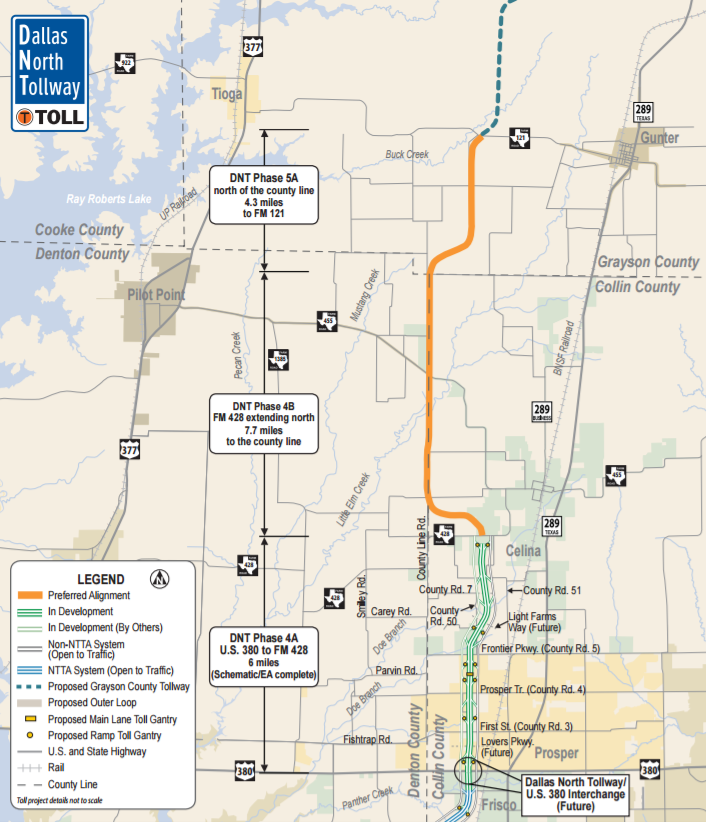 Dallas
North
Tollway
TOLL
377
922
Tioga
289
TEXAS
121
Gunter
Buck Creek
DNT Phase 5A
north of the county line
4.3 miles
to FM 121
Ray Roberts Lake
UP Railroad
Cooke County
Denton County
Grayson County
Collin County
Pilot Point
Mustang Creek
455
Pecan Creek
1385
BNSF Railroad
DNT Phase 4B
FM 428 extending north
7.7 miles
to the county line
289
BUSINESS
377
455
Little Elm Creek
County Line Rd.
428
289
TEXAS
Celina
428
LEGEND
N
Preferred Alignment
In Development
In Development (By Others)
Non-NTTA System
(Open to Traffic)
NTTA System (Open to Traffic)
Proposed Grayson County Tollway
Proposed Outer Loop
Proposed Main Lane Toll Gantry
Proposed Ramp Toll Gantry
U.S. and State Highway
Rail
County Line
Toll project details not to scale
428
Smiley Rd.
County Rd. 7
County Rd. 51
Carey Rd.
County
Rd. 50
Light Farms
Way (Future)
Doe Branch
DNT Phase 4A
U.S. 380 to FM 428
6 miles
(Schematic/EA complete)
Frontier Pkwy. (County Rd. 5)
Parvin Rd.
Prosper Tr. (County Rd. 4)
Doe Branch
Denton County
Collin County
First St. (County Rd. 3)
Fishtrap Rd.
Lovers Pkwy.
(Future)
Prosper
380
380
Dallas North Tollway/
U.S. 380 Interchange
(Future)
Panther Creek
Frisco